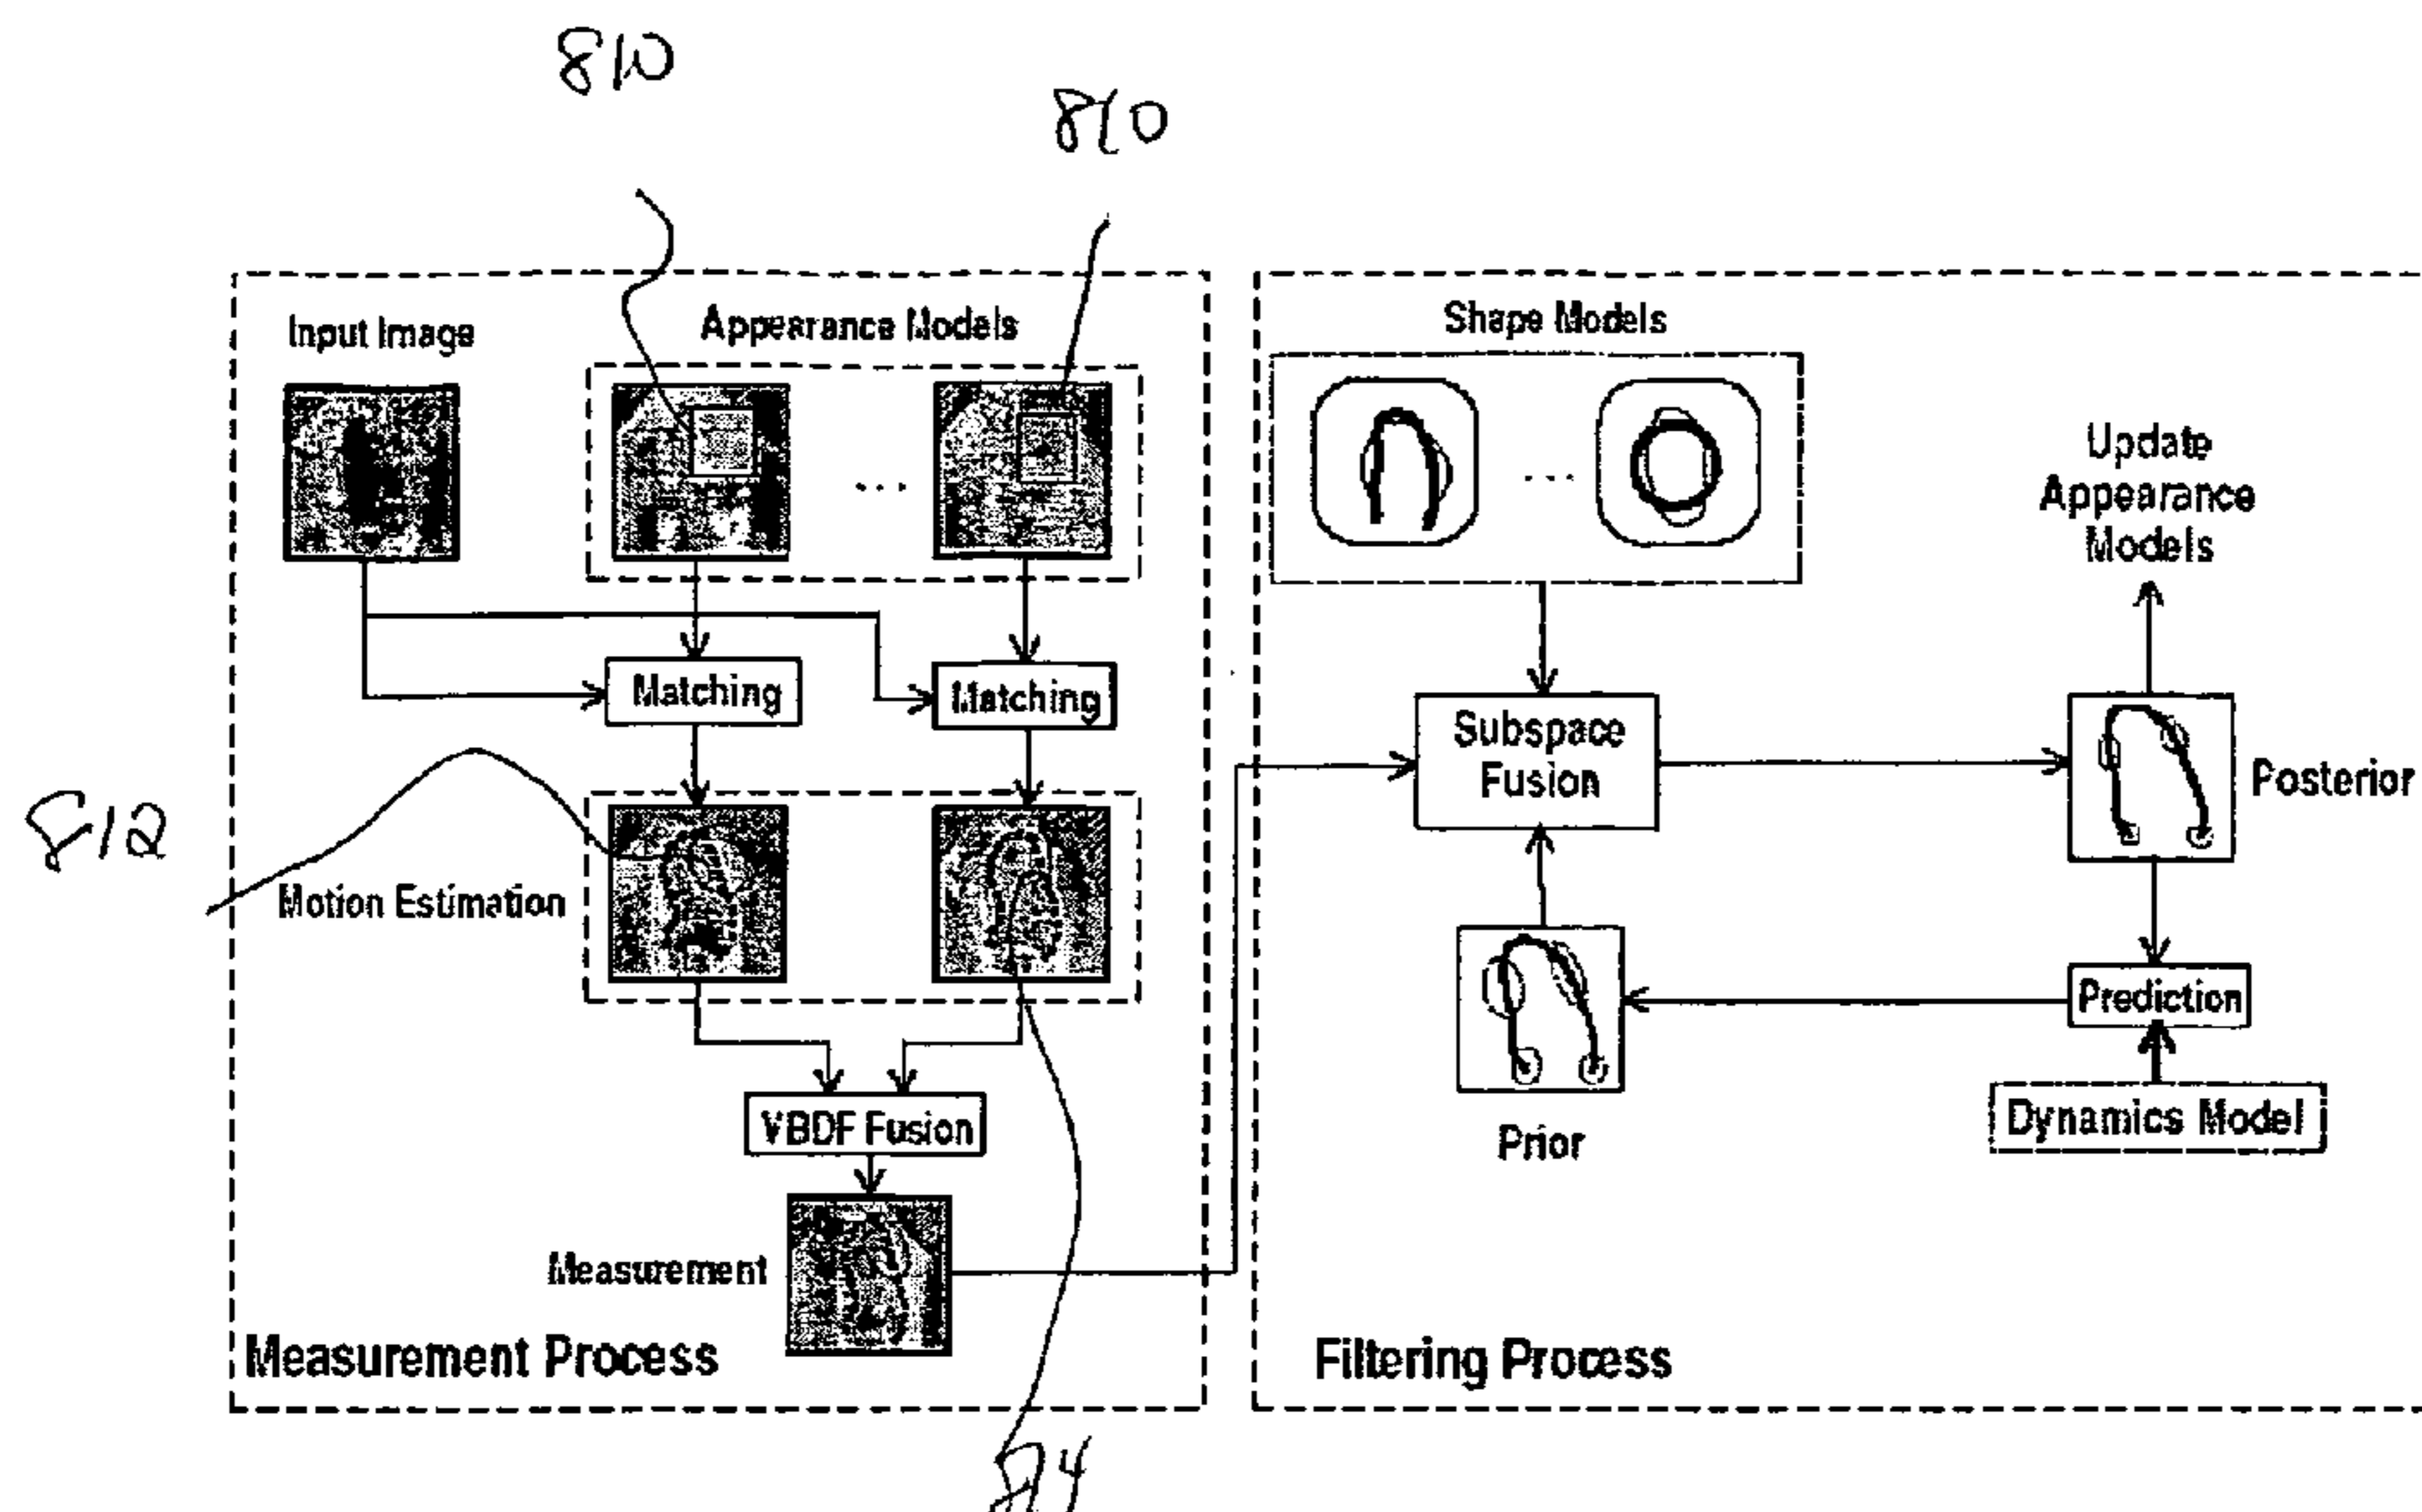 810
810
Input Image
Appearance Models
Shape Models
...
...
Update
Appearance
Models
Matching
Matching
Subspace
Fusion
Posterior
812
Motion Estimation
Prediction
VBDF Fusion
Prior
Dynamics Model
Measurement
Measurement Process
Filtering Process